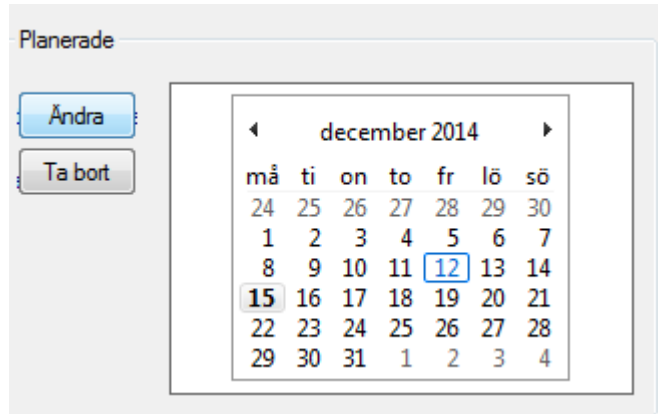 Planerade
Ändra
Ta bort
december 2014
må ti on to fr lö sö
24 25 26 27 28 29 30
1 2 3 4 5 6 7
8 9 10 11 12 13 14
15 16 17 18 19 20 21
22 23 24 25 26 27 28
29 30 31 1 2 3 4